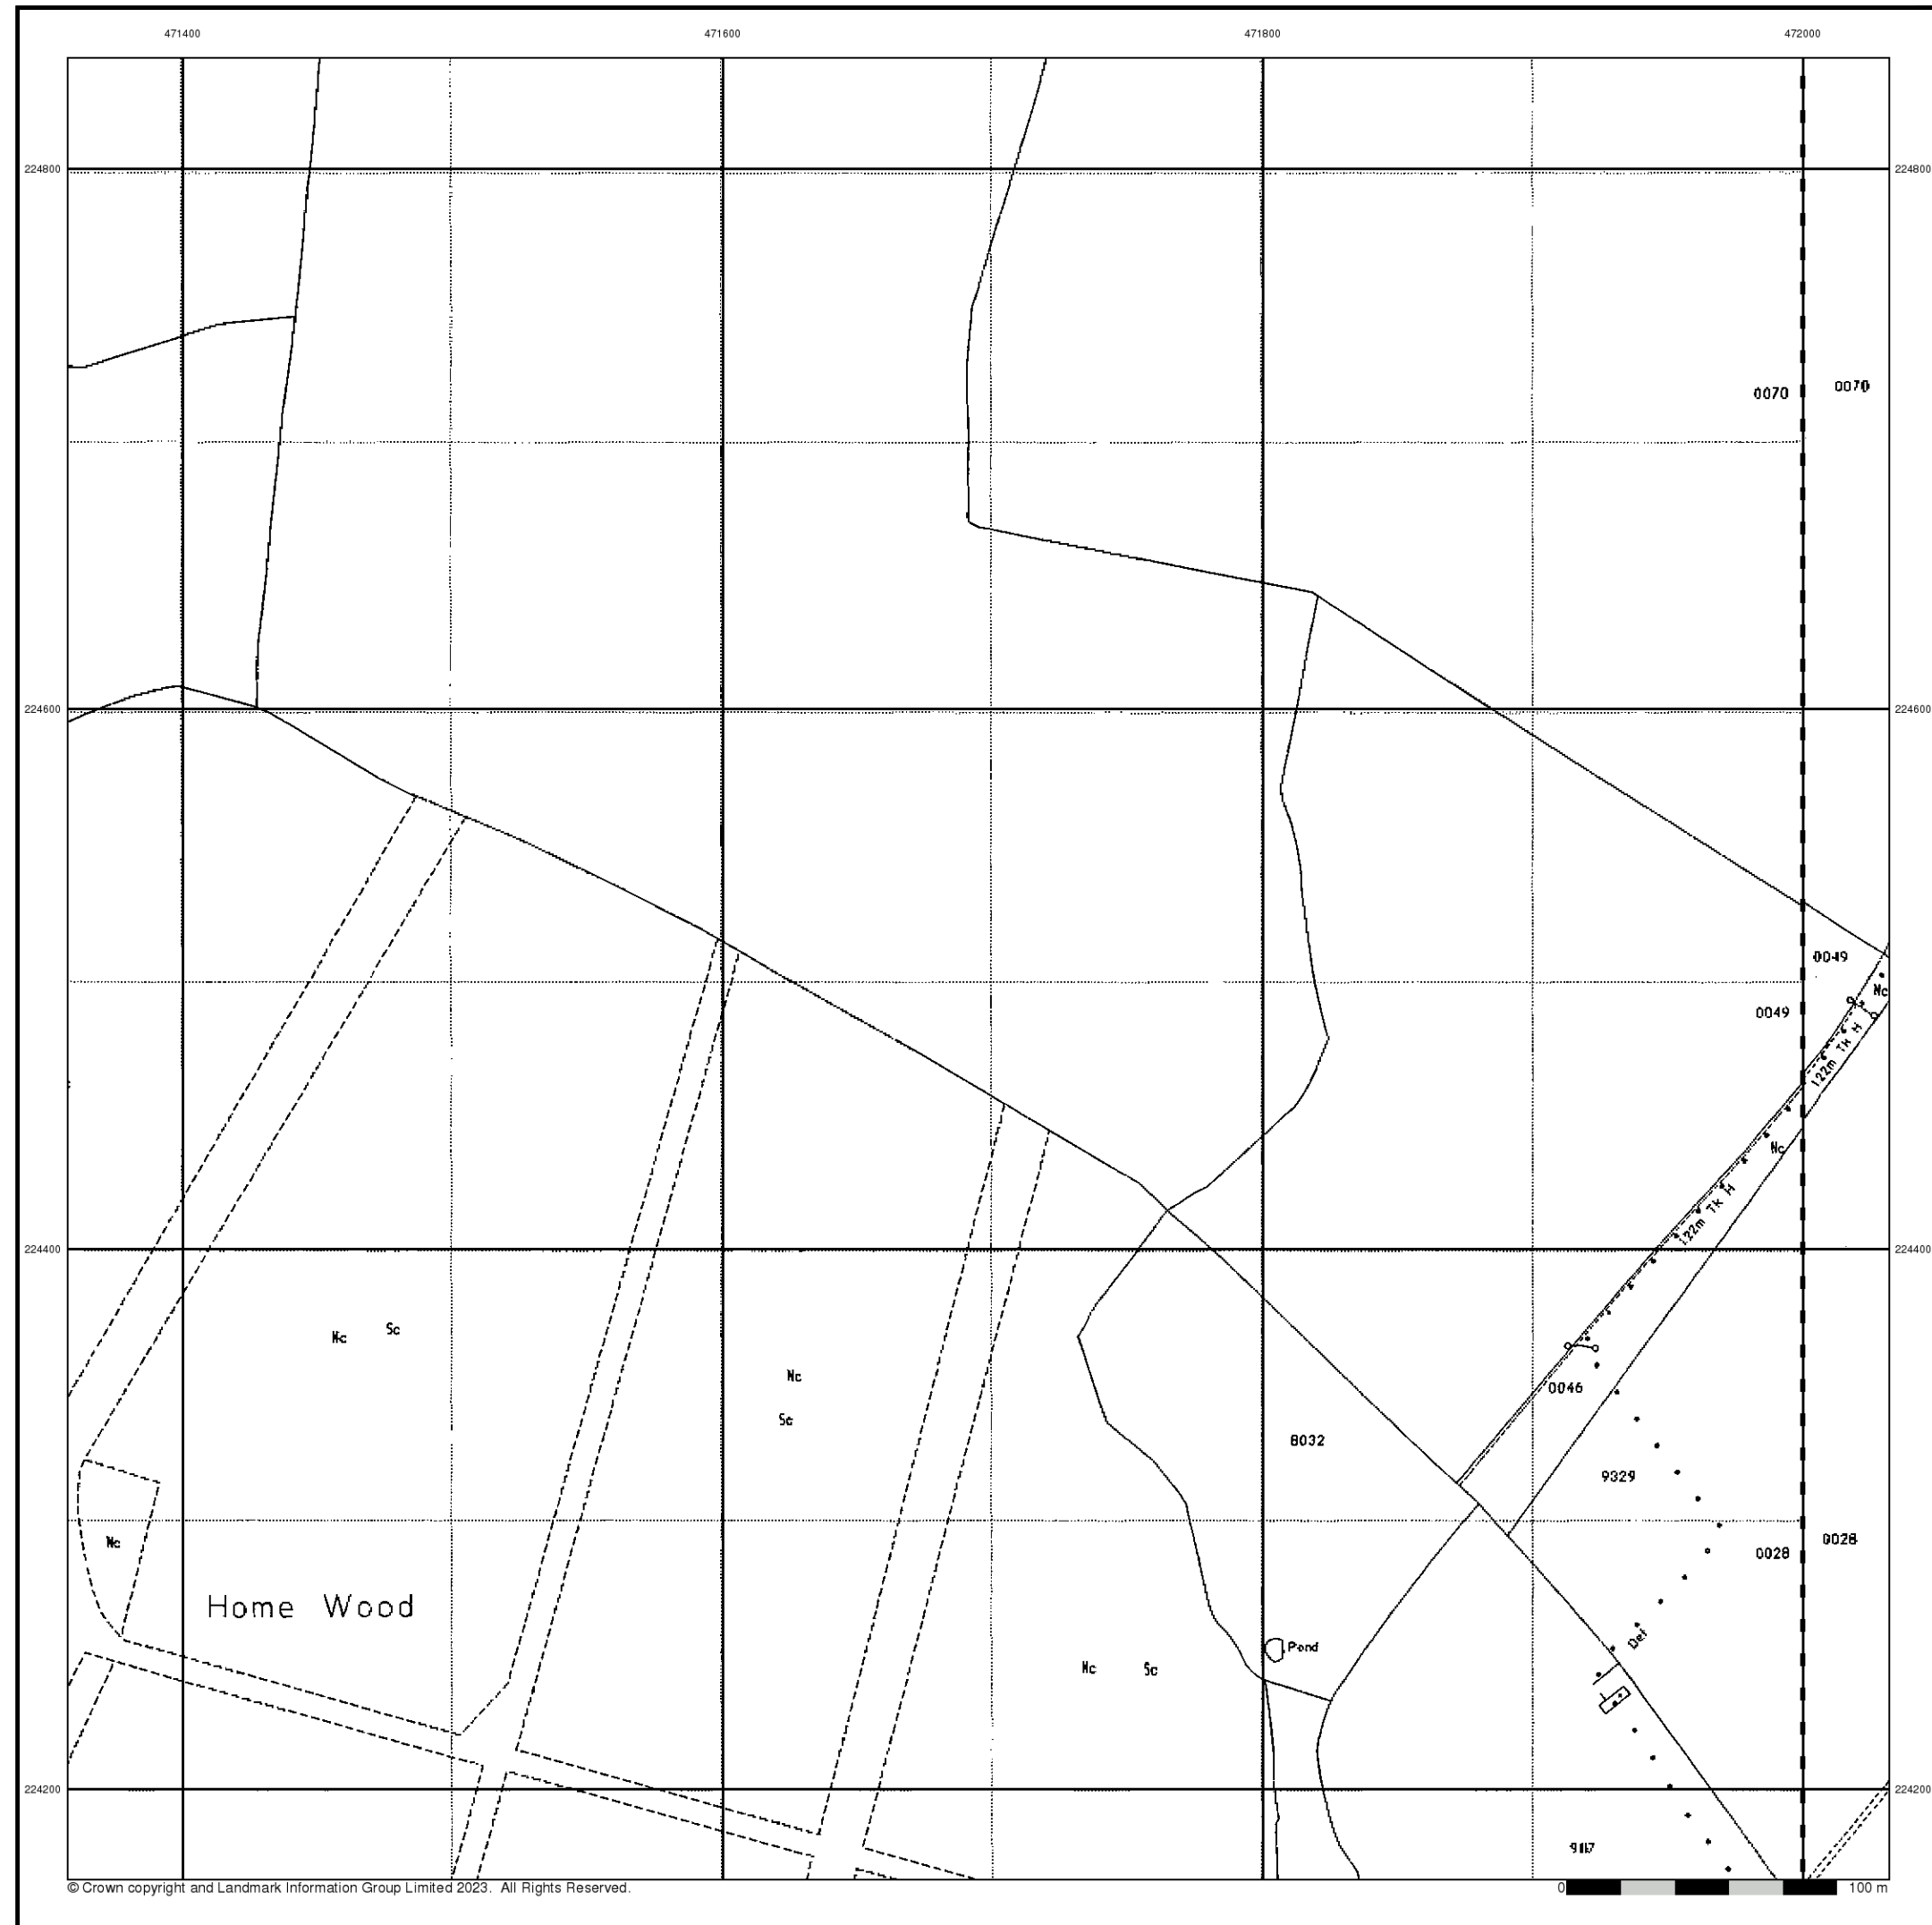 471400 471600 471800 472000
224800 224800
0070 0070
224600 224600
0049
Nc
0049
122m TK H
Nc
122m TK H
224400 224400
Nc Sc
Nc
0046
Sc
8032
9329
Nc
0028 0028
Home Wood
Def
Pond
Nc Sc
224200 224200
9117
© Crown copyright and Landmark Information Group Limited 2023. All Rights Reserved.
0 100 m